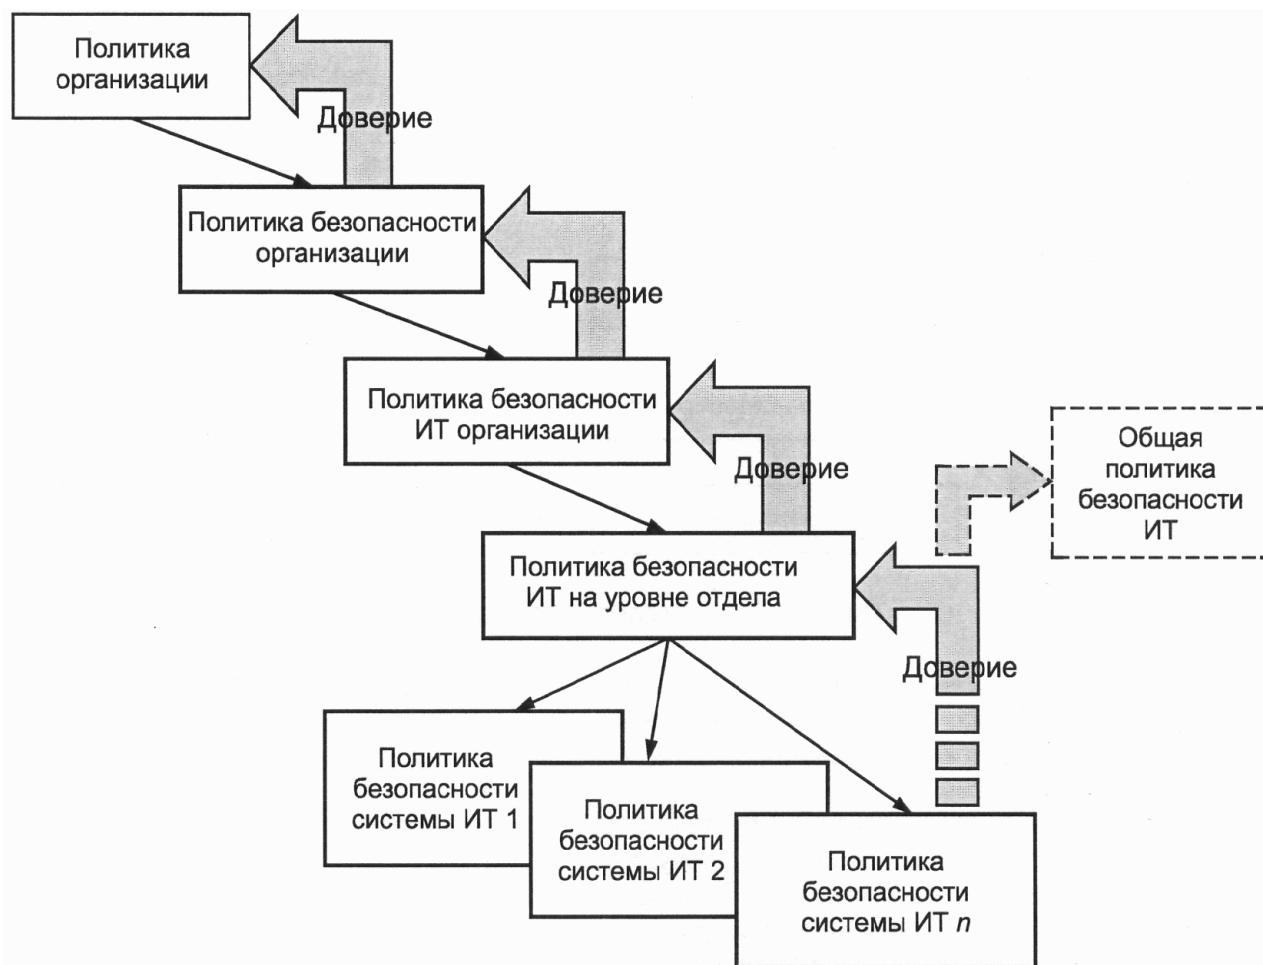 Политика
организации
Доверие
Политика безопасности
организации
Доверие
Политика безопасности
ИТ организации
Доверие
Общая
политика
безопасности
ИТ
Политика безопасности
ИТ на уровне отдела
Доверие
Политика
безопасности
системы ИТ 1
Политика
безопасности
системы ИТ 2
Политика
безопасности
системы ИТ n